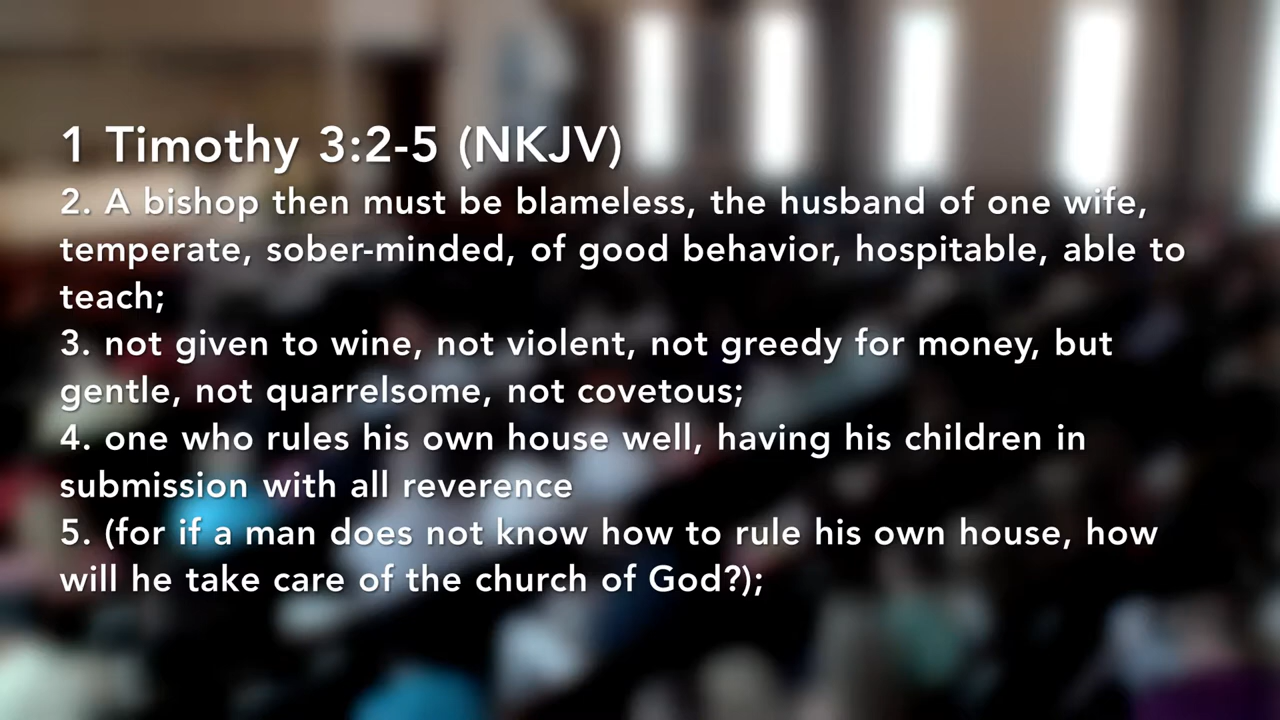 1 Timothy 3:2-5 (NKJV)
2. A bishop then must be blameless, the husband of one wife,
temperate, sober-minded, of good behavior, hospitable, able to
teach;
3. not given to wine, not violent, not greedy for money, but
gentle, not quarrelsome, not covetous;
4. one who rules his own house well, having his children in
submission with all reverence
5. (for if a man does not know how to rule his own house, how
will he take care of the church of God?);